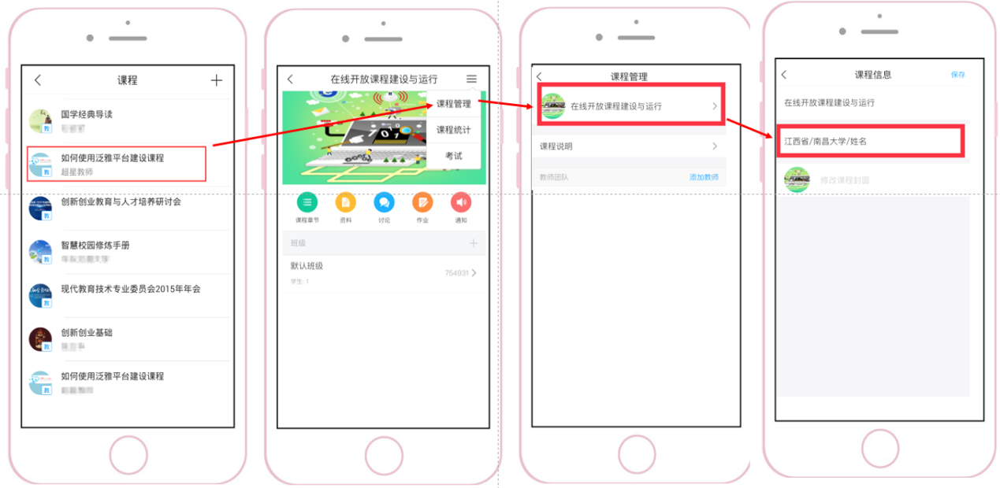 课程
国学经典导读
教
如何使用泛雅平台建设课程
超星教师
教
创新创业教育与人才培养研讨会
教
智慧校园修炼手册
教
现代教育技术专业委员会2015年年会
教
创新创业基础
教
如何使用泛雅平台建设课程
教
在线开放课程建设与运行
课程管理
课程统计
考试
课程章节
资料
讨论
作业
通知
班级
默认班级
学生: 1
754931
课程管理
在线开放课程建设与运行
课程说明
教师团队
添加教师
课程信息
保存
在线开放课程建设与运行
江西省/南昌大学/姓名
修改课程封面